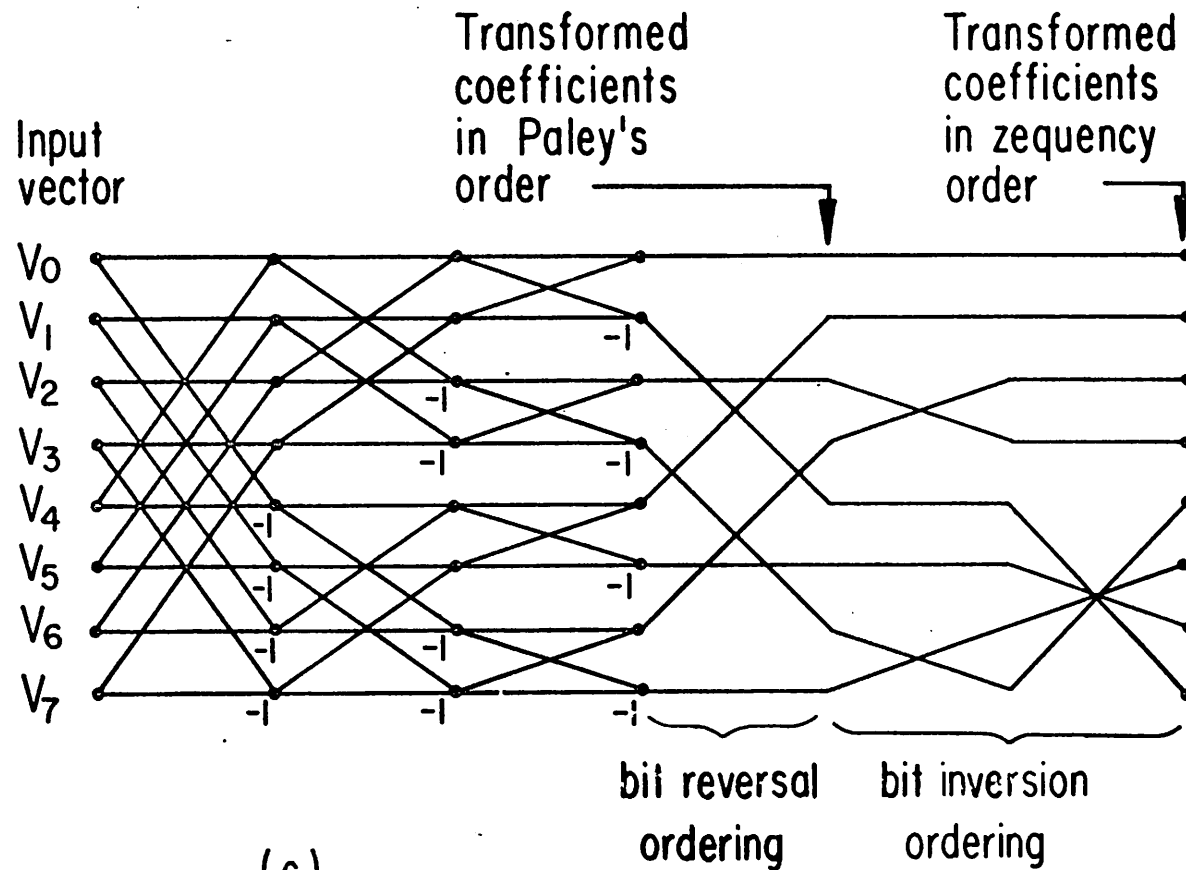 Transformed
coefficients
in Paley's
order
Transformed
coefficients
in zequency
order
Input
vector
V0
V1
V2
V3
V4
V5
V6
V7
-1
-1
-1
-1
-1
-1
-1
-1
-1
-1
-1
-1
bit reversal
ordering
bit inversion
ordering
(c)